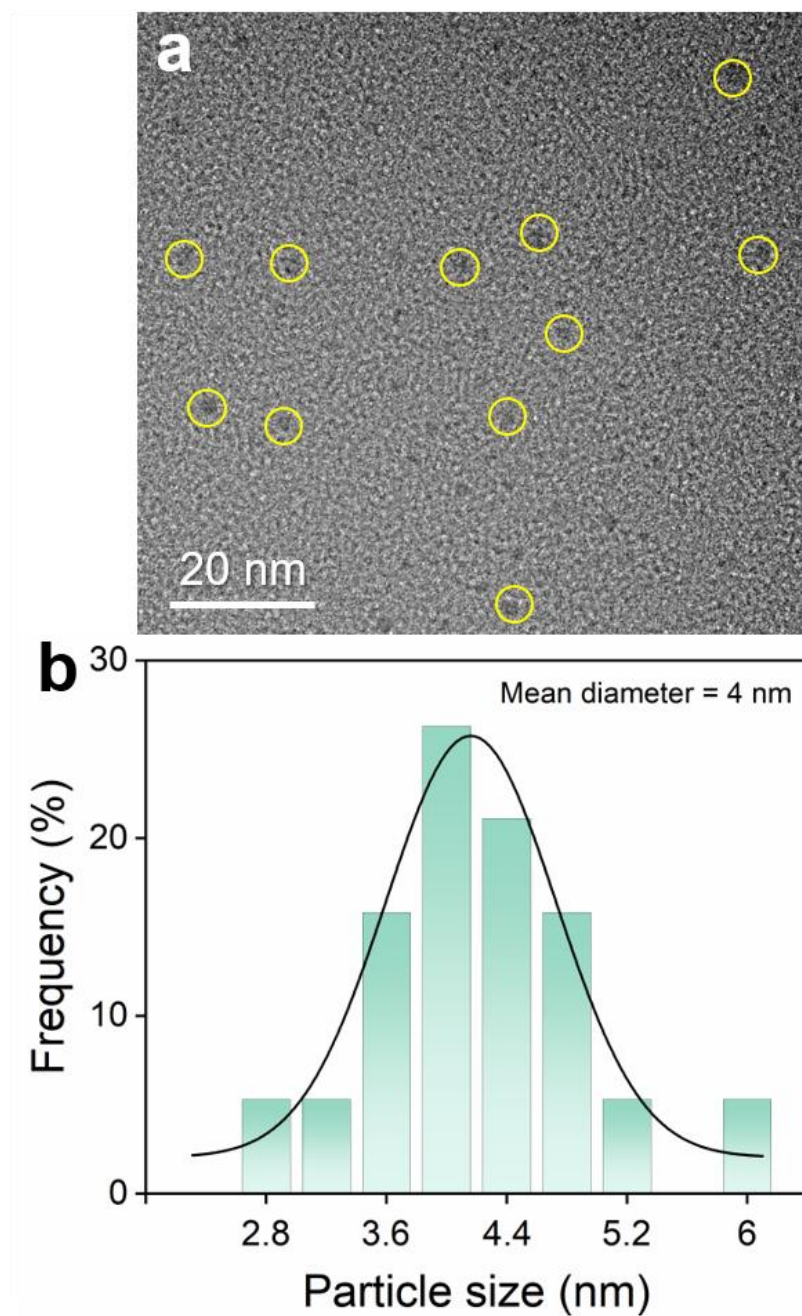 a
20 nm
b
30
Mean diameter = 4 nm
20
10
0
Frequency (%)
2.8 3.6 4.4 5.2 6
Particle size (nm)